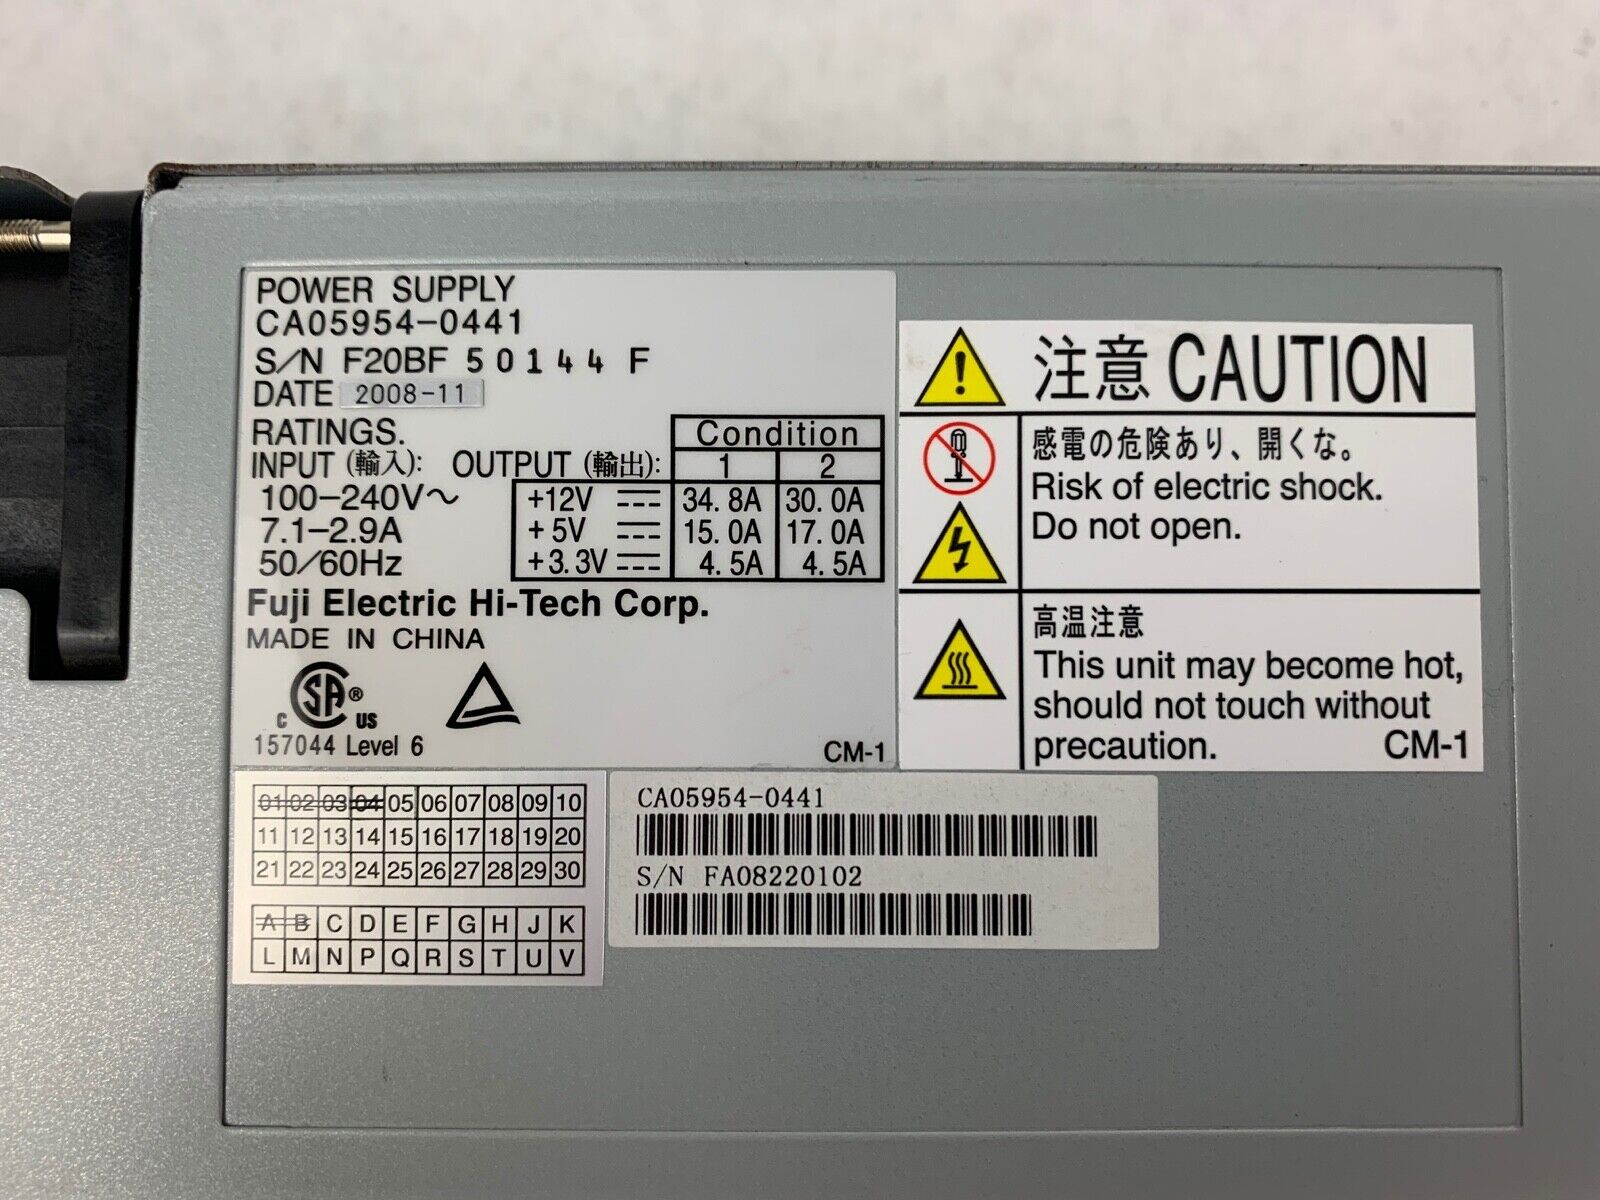 POWER SUPPLY
CA05954-0441
S/N F20BF 50144 F
DATE 2008-11
RATINGS.
INPUT (輸入): OUTPUT (輸出):
100-240V~
7.1-2.9A
50/60Hz
Condition
1 2
+12V 34.8A 30.0A
+5V 15.0A 17.0A
+3.3V 4.5A 4.5A
Fuji Electric Hi-Tech Corp.
MADE IN CHINA
C SA® US
157044 Level 6
CM-1
注意 CAUTION
感電の危険あり、開くな。
Risk of electric shock.
Do not open.
高温注意
This unit may become hot,
should not touch without
precaution. CM-1
01 02 03 04 05 06 07 08 09 10
11 12 13 14 15 16 17 18 19 20
21 22 23 24 25 26 27 28 29 30
A B C D E F G H J K
L M N P Q R S T U V
CA05954-0441
S/N FA08220102